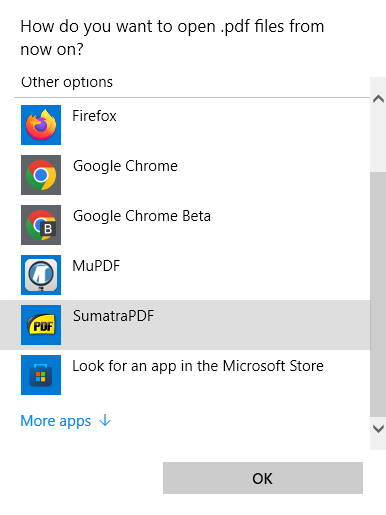 How do you want to open .pdf files from
now on?
Other options
Firefox
Google Chrome
Google Chrome Beta
B
MuPDF
PDF
SumatraPDF
Look for an app in the Microsoft Store
More apps
OK